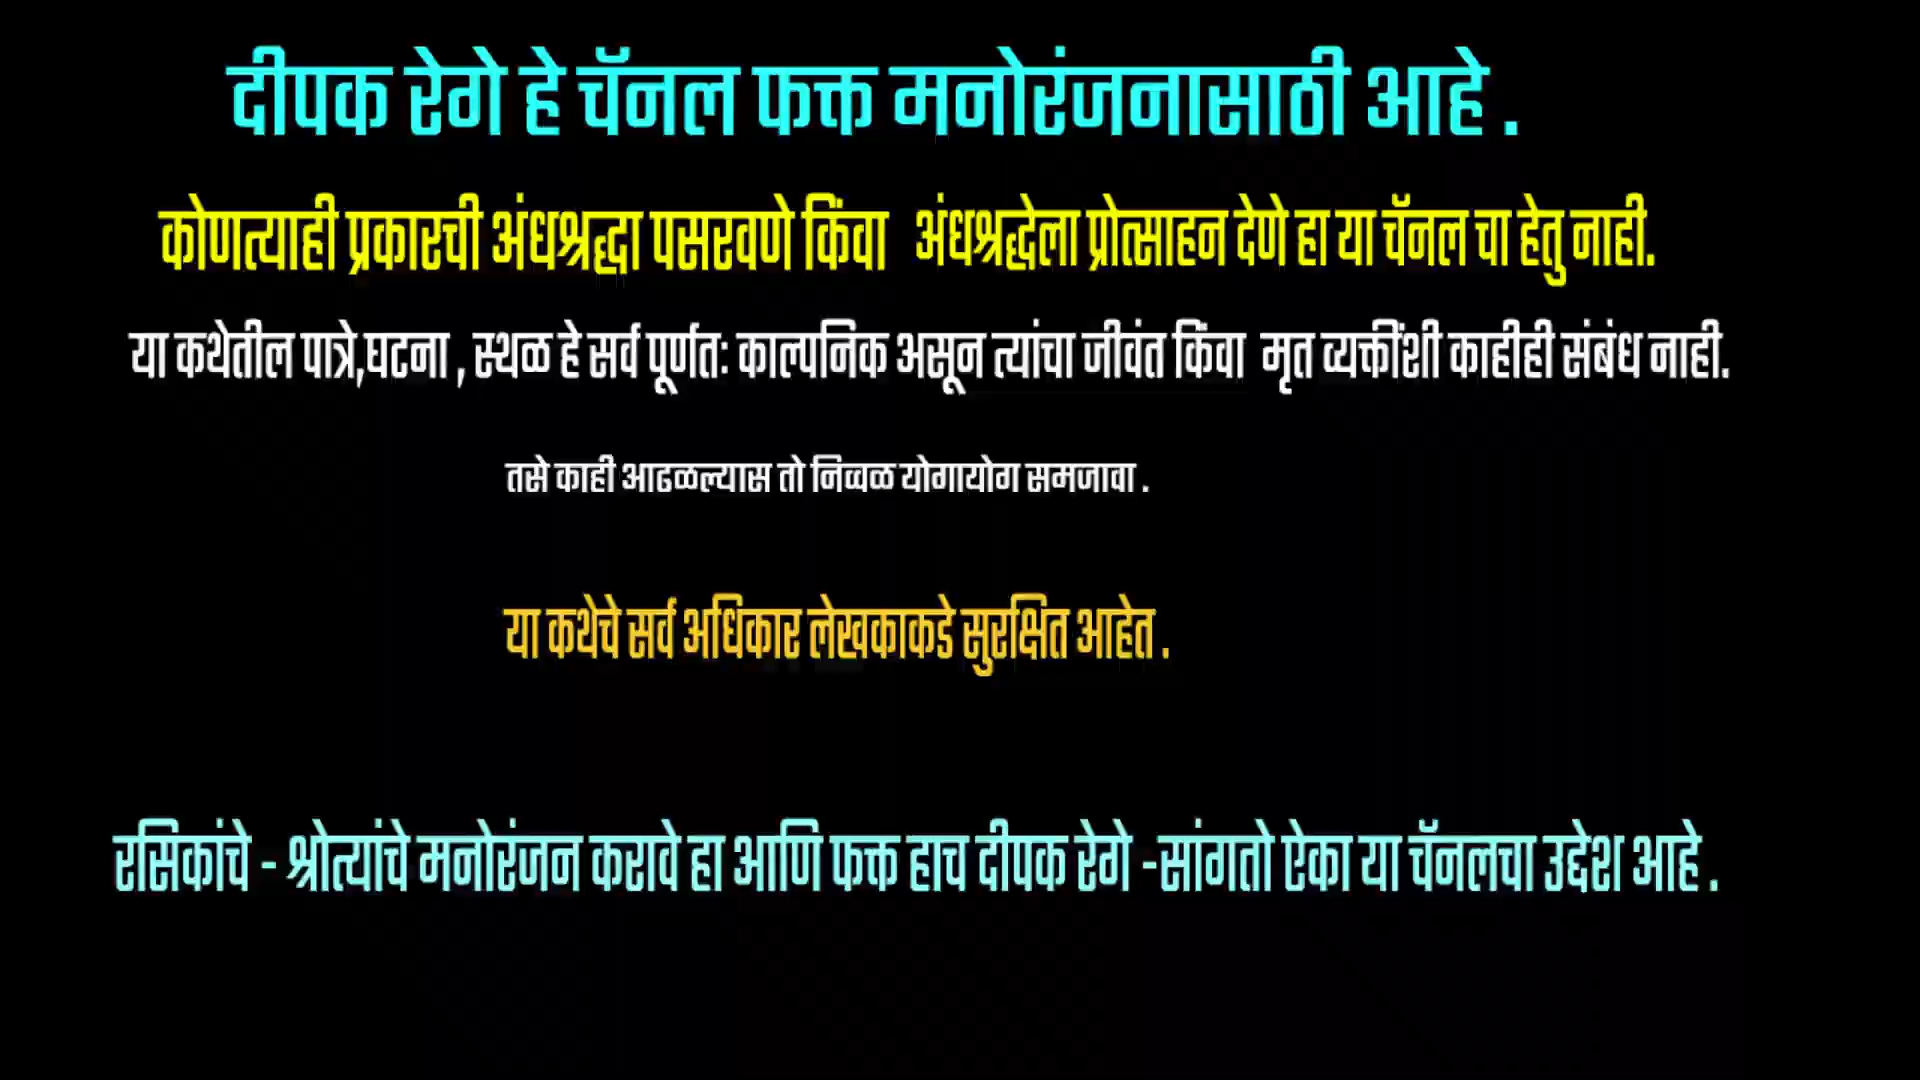 दीपक रेगे हे चॅनल फक्त मनोरंजनासाठी आहे .
कोणत्याही प्रकारची अंधश्रद्धा पसरवणे किंवा अंधश्रद्धेला प्रोत्साहन देणे हा या चॅनल चा हेतु नाही.
या कथेतील पात्रे,घटना , स्थळ हे सर्व पूर्णतः काल्पनिक असून त्यांचा जीवंत किंवा मृत व्यक्तींशी काहीही संबंध नाही.
तसे काही आढळल्यास तो निव्वळ योगायोग समजावा .
या कथेचे सर्व अधिकार लेखकाकडे सुरक्षित आहेत .
रसिकांचे - श्रोत्यांचे मनोरंजन करावे हा आणि फक्त हाच दीपक रेगे -सांगतो ऐका या चॅनलचा उद्देश आहे .